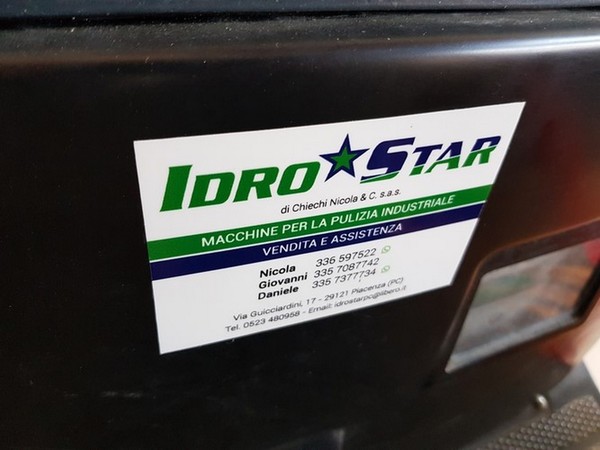 IDRO STAR
di Chiechi Nicola & C. s.a.s.
MACCHINE PER LA PULIZIA INDUSTRIALE
VENDITA E ASSISTENZA
Nicola 336 597522
Giovanni 335 7087742
Daniele 335 7377734
Via Guicciardini, 17 - 29121 Piacenza (PC)
Tel. 0523 480958 - Email: idrostarpc@libero.it